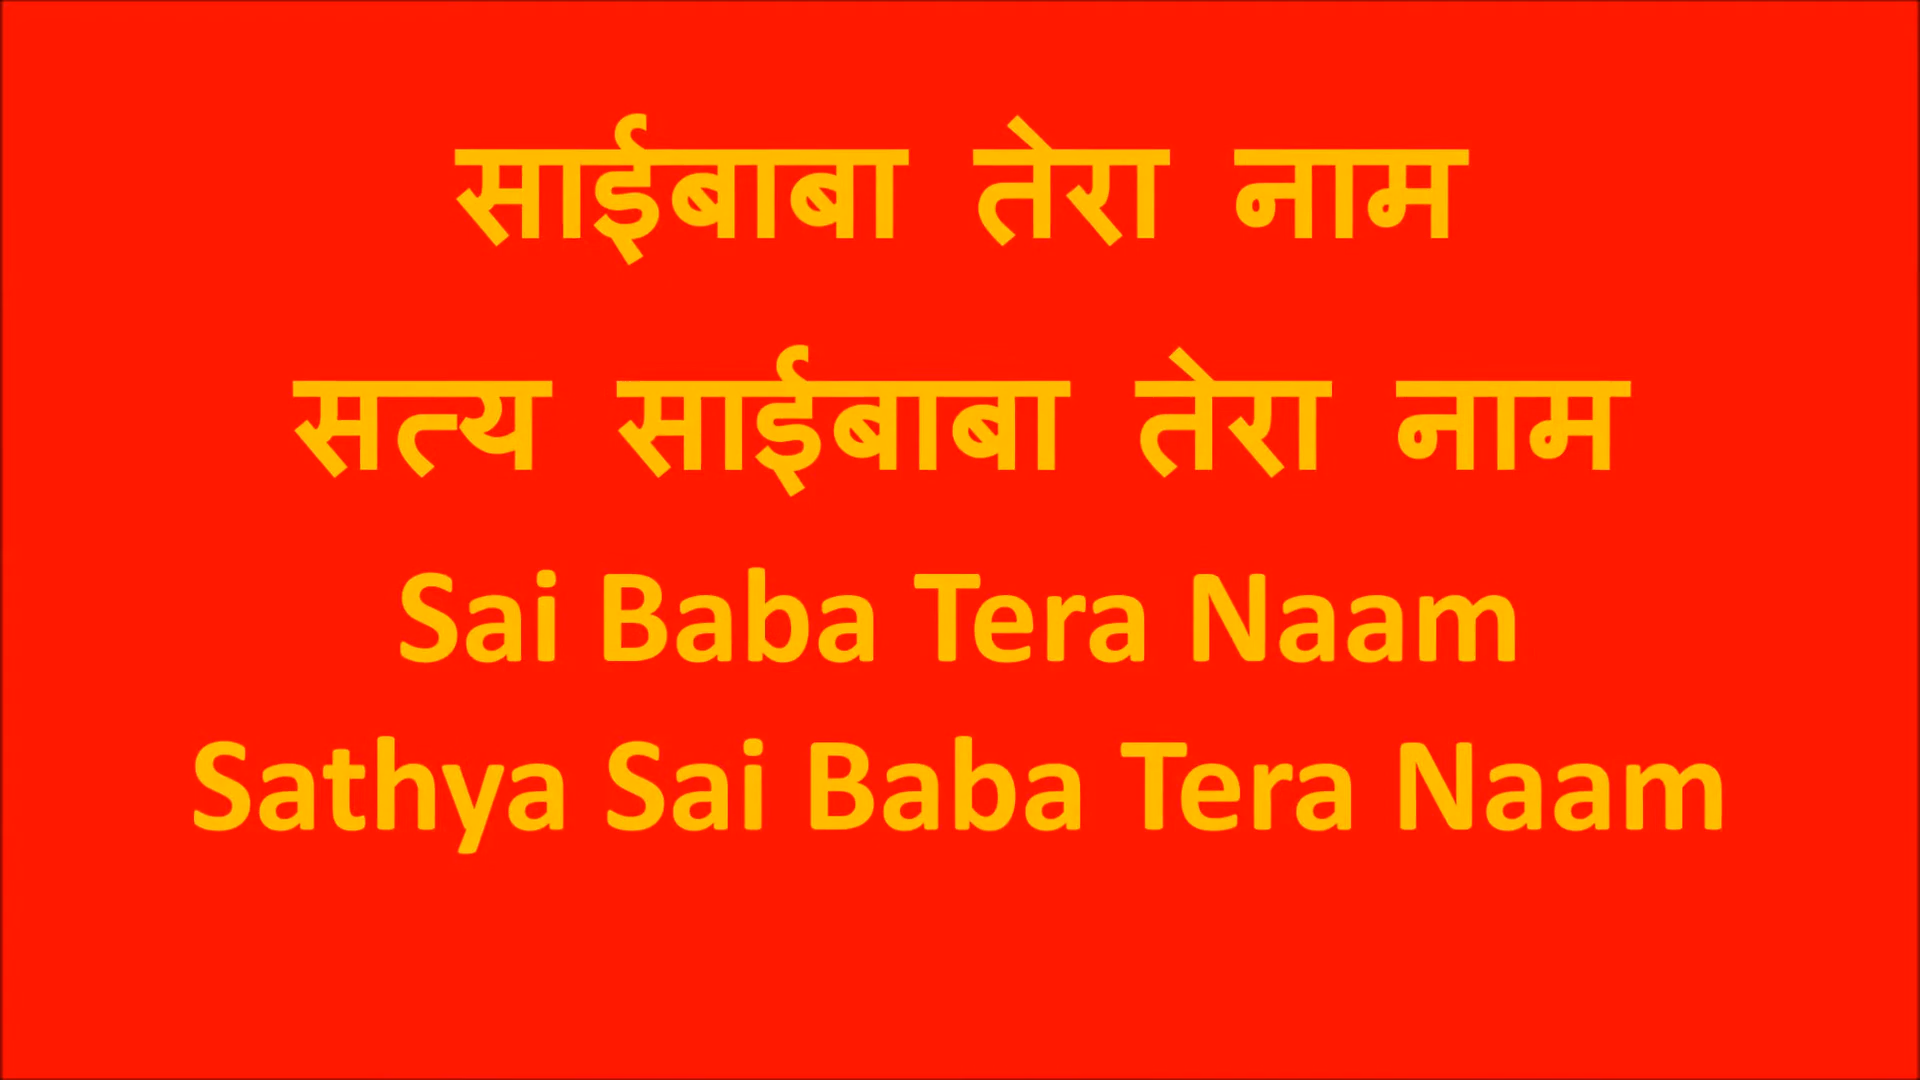 साईबाबा तेरा नाम
सत्य साईबाबा तेरा नाम
Sai Baba Tera Naam
Sathya Sai Baba Tera Naam